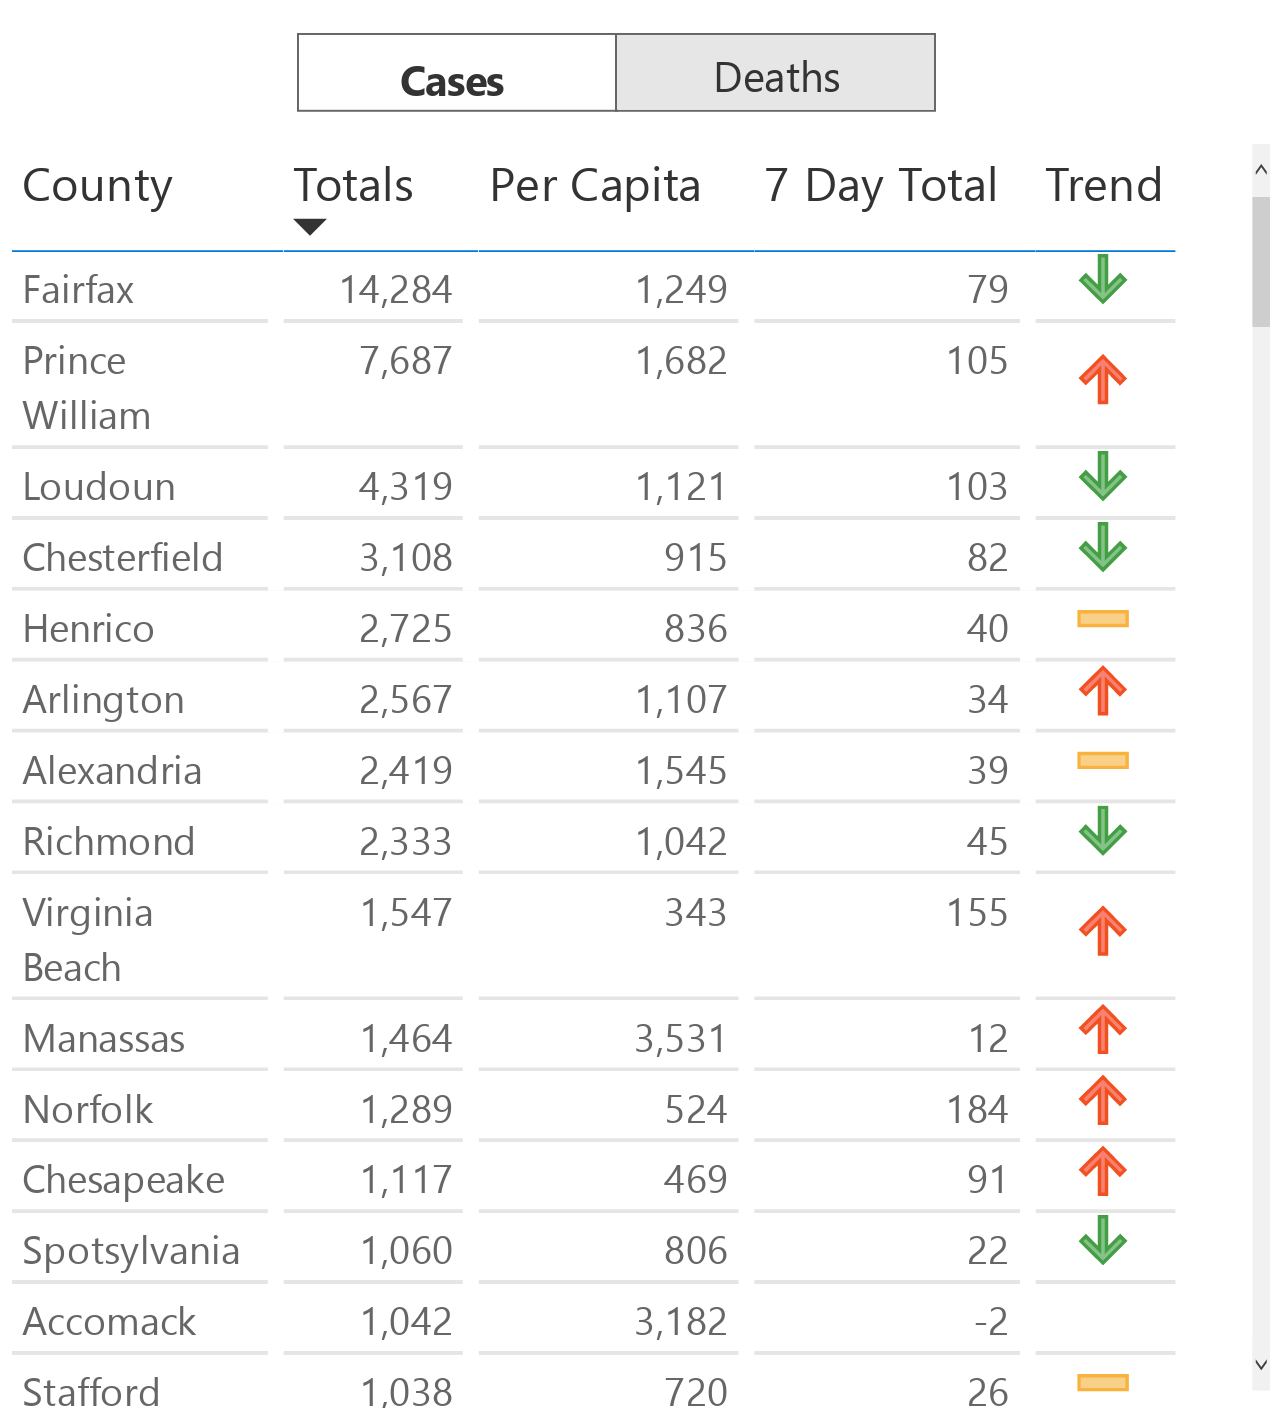 Cases Deaths
County Totals Per Capita 7 Day Total Trend
Fairfax 14,284 1,249 79
Prince 7,687 1,682 105
William
Loudoun 4,319 1,121 103
Chesterfield 3,108 915 82
Henrico 2,725 836 40
Arlington 2,567 1,107 34
Alexandria 2,419 1,545 39
Richmond 2,333 1,042 45
Virginia 1,547 343 155
Beach
Manassas 1,464 3,531 12
Norfolk 1,289 524 184
Chesapeake 1,117 469 91
Spotsylvania 1,060 806 22
Accomack 1,042 3,182 -2
Stafford 1,038 720 26